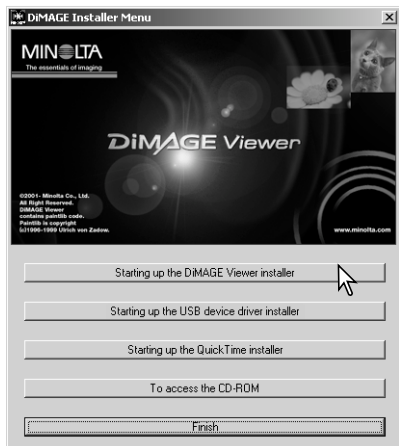 DiMAGE Installer Menu
MINOLTA
The essentials of imaging
DiMAGE Viewer
©2001- Minolta Co., Ltd.
All Right Reserved.
DiMAGE Viewer
contains paintlib code.
Paintlib is copyright
(c)1996-1999 Ulrich von Zadow.
www.minolta.com
Starting up the DiMAGE Viewer installer
Starting up the USB device driver installer
Starting up the QuickTime installer
To access the CD-ROM
Finish